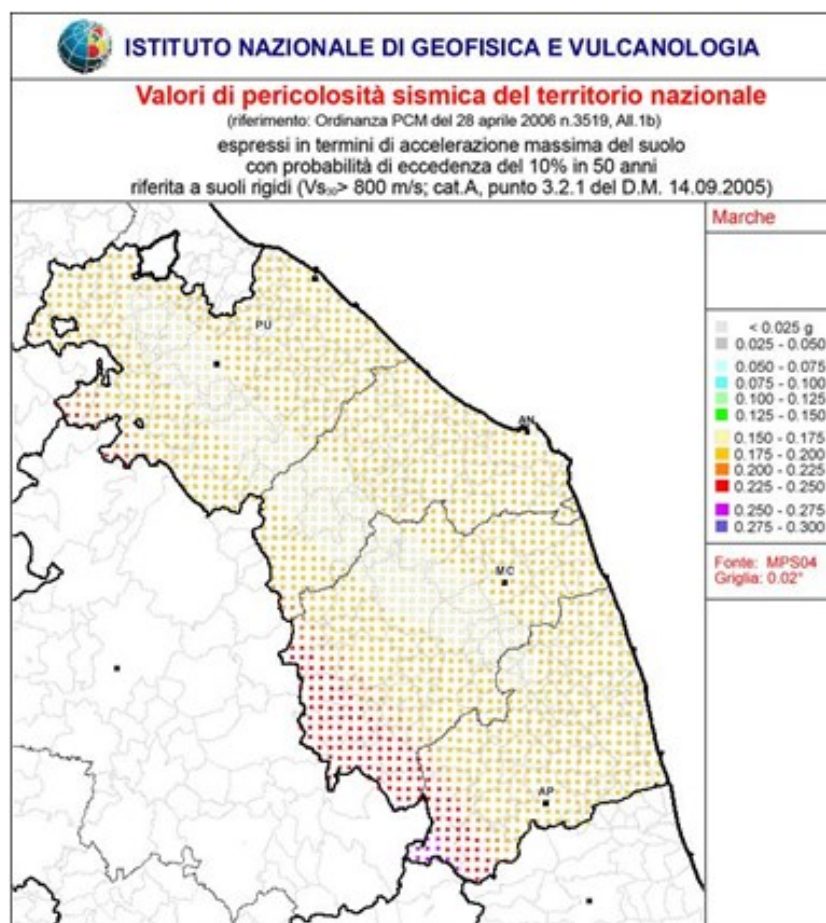 ISTITUTO NAZIONALE DI GEOFISICA E VULCANOLOGIA
Valori di pericolosità sismica del territorio nazionale
(riferimento: Ordinanza PCM del 28 aprile 2006 n.3519, All.1b)
espressi in termini di accelerazione massima del suolo
con probabilità di eccedenza del 10% in 50 anni
riferita a suoli rigidi (Vs₃₀> 800 m/s; cat.A, punto 3.2.1 del D.M. 14.09.2005)
Marche
< 0.025 g
0.025 - 0.050
0.050 - 0.075
0.075 - 0.100
0.100 - 0.125
0.125 - 0.150
0.150 - 0.175
0.175 - 0.200
0.200 - 0.225
0.225 - 0.250
0.250 - 0.275
0.275 - 0.300
Fonte: MPS04
Griglia: 0.02°
PU
AN
MC
AP